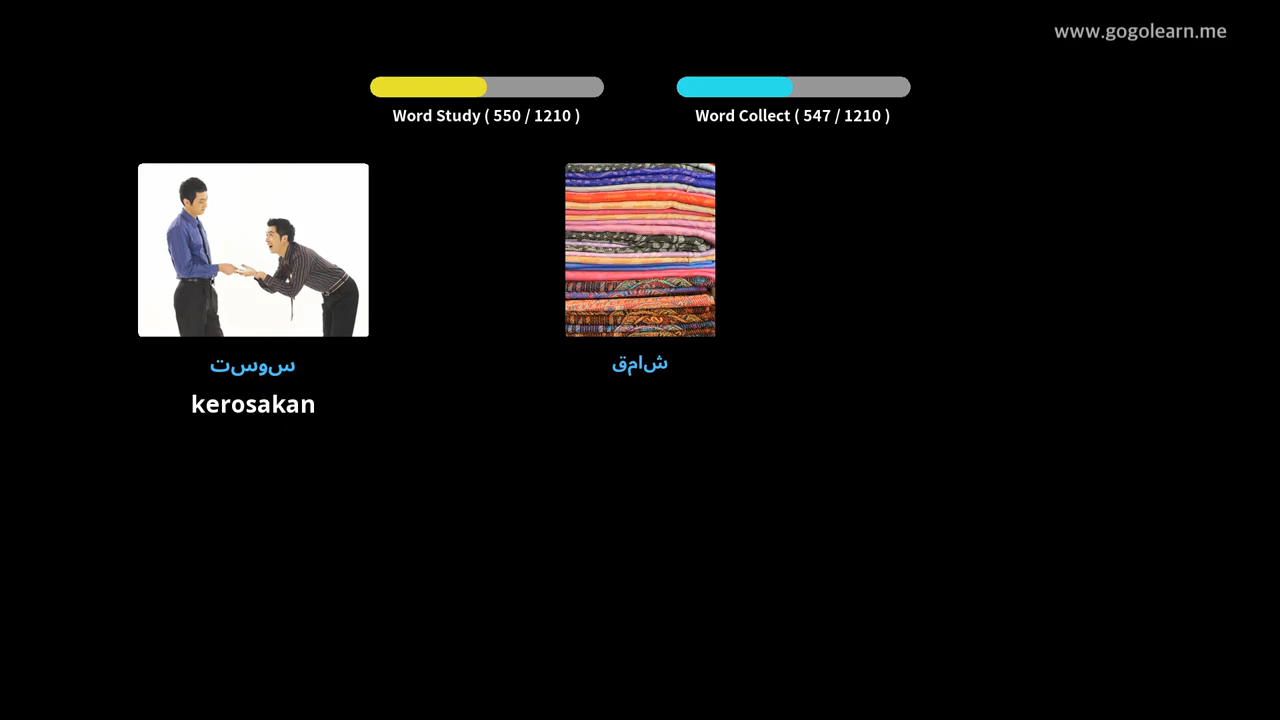 www.gogolearn.me
Word Study ( 550 / 1210 )
Word Collect ( 547 / 1210 )
سوست
kerosakan
شامق